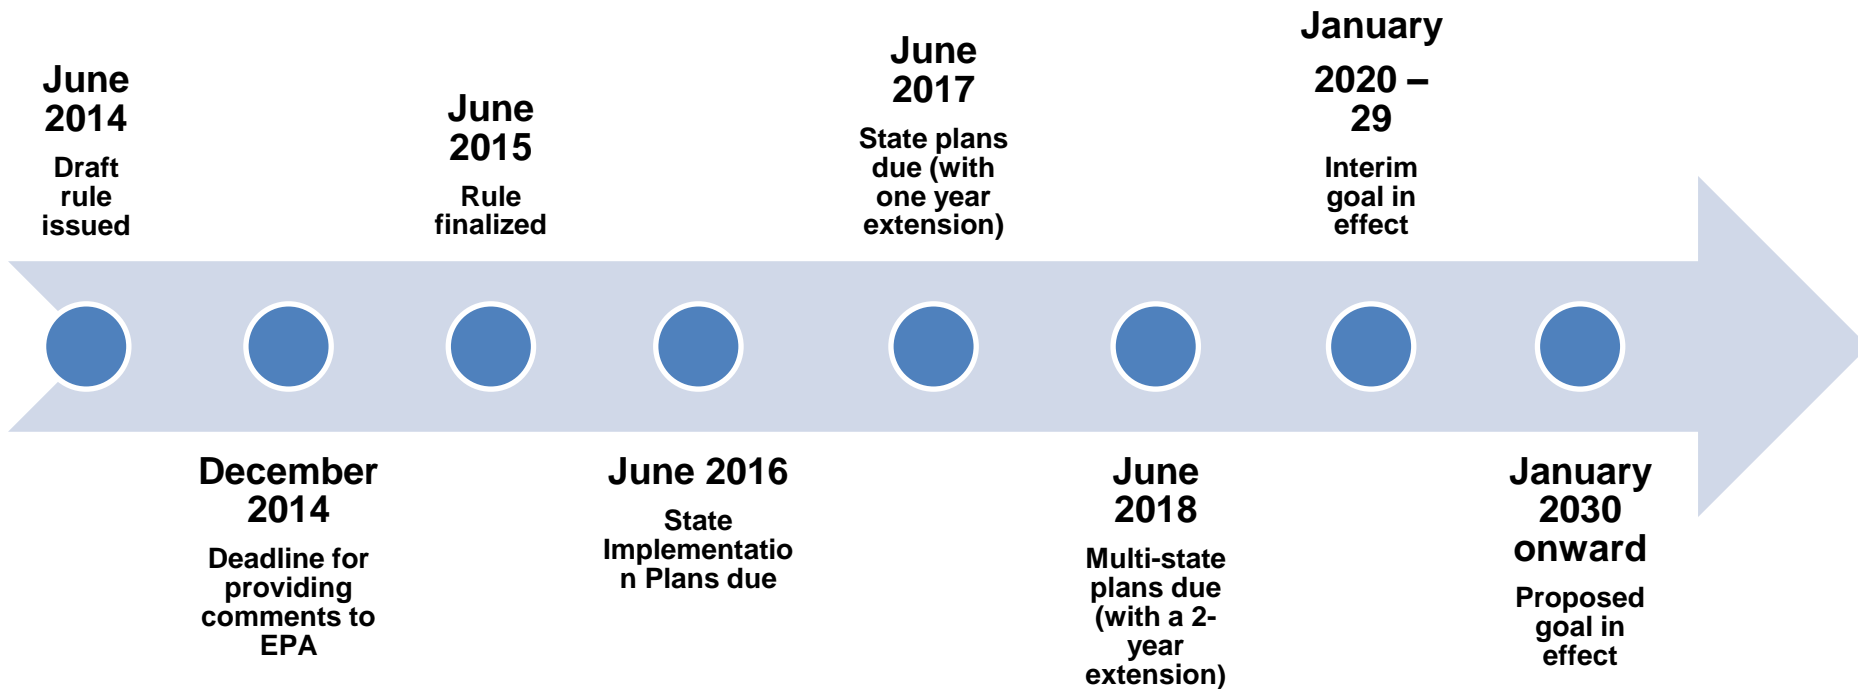 June
2014
Draft
rule
issued
December
2014
Deadline for
providing
comments to
EPA
June
2015
Rule
finalized
June 2016
State
Implementatio
n Plans due
June
2017
State plans
due (with
one year
extension)
June
2018
Multi-state
plans due
(with a 2-
year
extension)
January
2020 –
29
Interim
goal in
effect
January
2030
onward
Proposed
goal in
effect